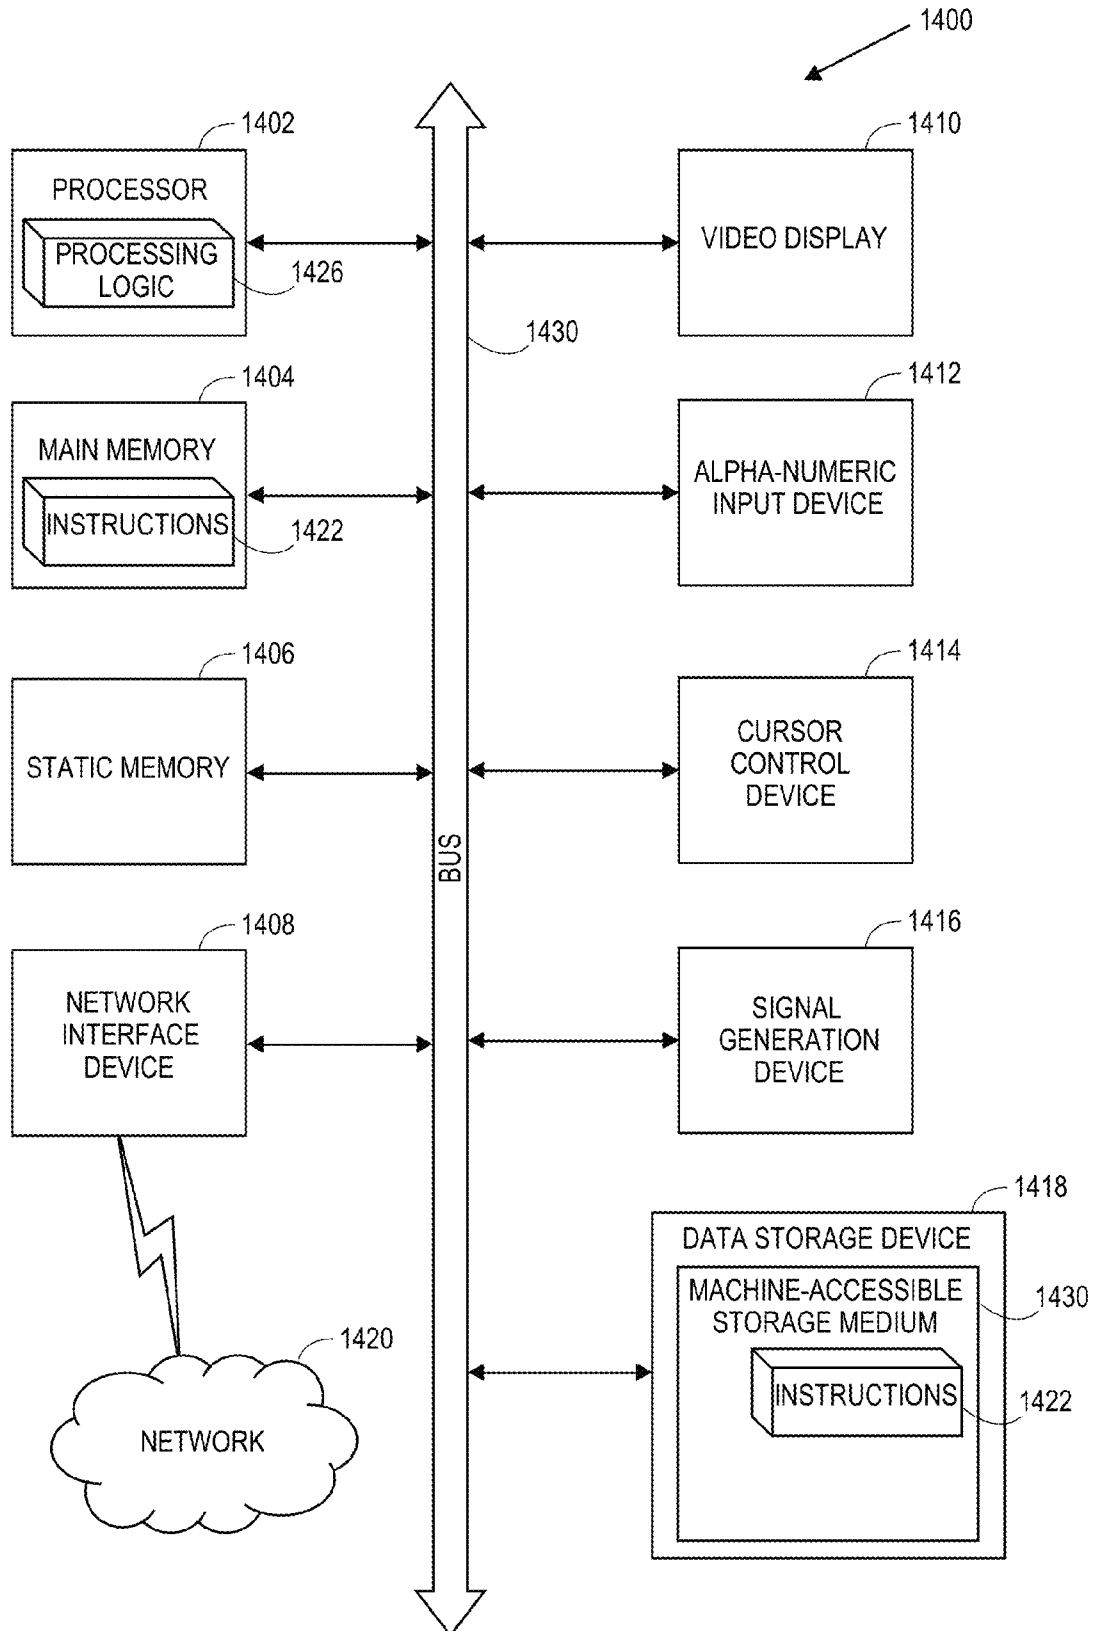 1400
1402
PROCESSOR
PROCESSING
LOGIC
1426
1410
VIDEO DISPLAY
1430
1404
MAIN MEMORY
INSTRUCTIONS
1422
1412
ALPHA-NUMERIC
INPUT DEVICE
1406
STATIC MEMORY
1414
CURSOR
CONTROL
DEVICE
BUS
1408
NETWORK
INTERFACE
DEVICE
1416
SIGNAL
GENERATION
DEVICE
1418
DATA STORAGE DEVICE
MACHINE-ACCESSIBLE
STORAGE MEDIUM
1430
INSTRUCTIONS
1422
1420
NETWORK